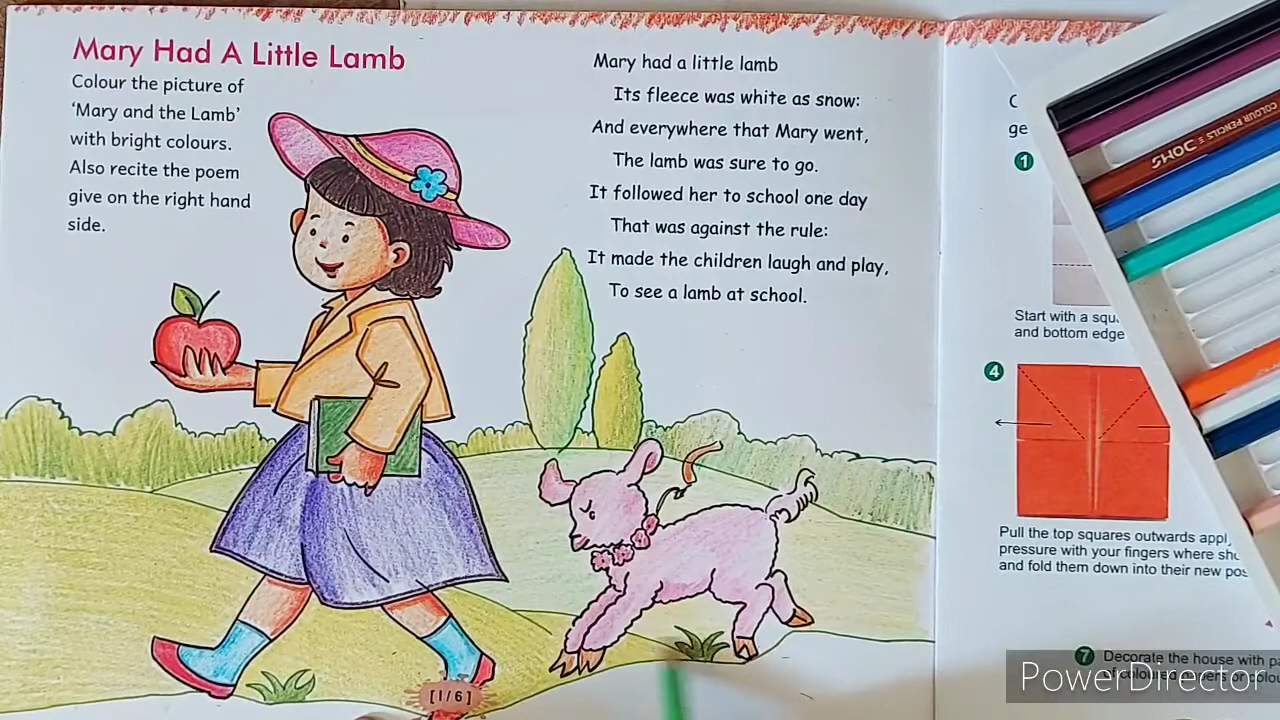 Mary Had A Little Lamb
Colour the picture of
‘Mary and the Lamb’
with bright colours.
Also recite the poem
give on the right hand
side.
Mary had a little lamb
Its fleece was white as snow:
And everywhere that Mary went,
The lamb was sure to go.
It followed her to school one day
That was against the rule:
It made the children laugh and play,
To see a lamb at school.
[1/6]
ge
1
Start with a
and bottom edge
4
Pull the top squares outwards
pressure with your fingers where
and fold them down into their new
7 Decorate the house with
of coloured papers or
COLOUR PENCILS DOMS
PowerDirector